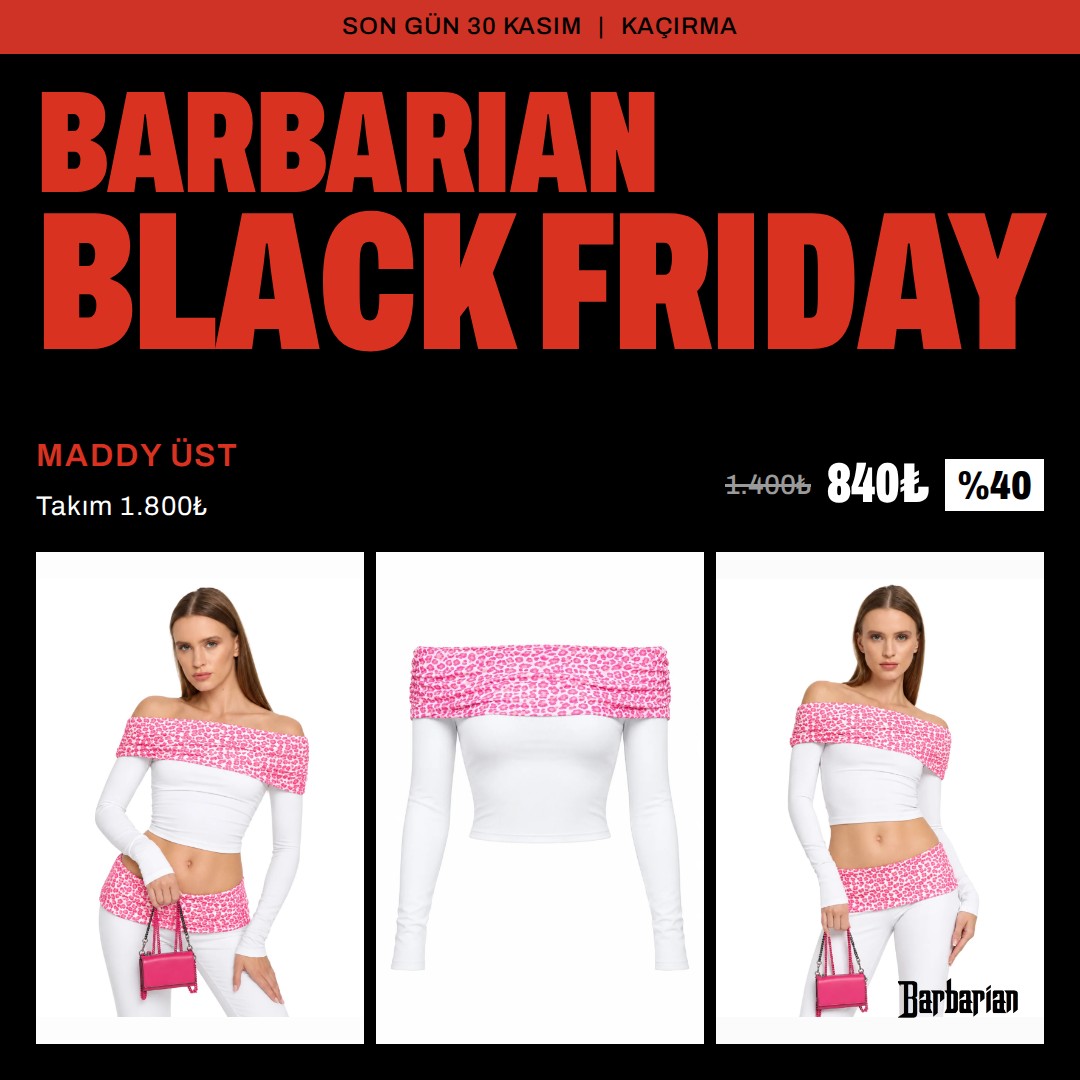 SON GÜN 30 KASIM | KAÇIRMA
BARBARIAN
BLACK FRIDAY
MADDY ÜST
Takım 1.800₺
1.400₺ 840₺ %40
Barbarian